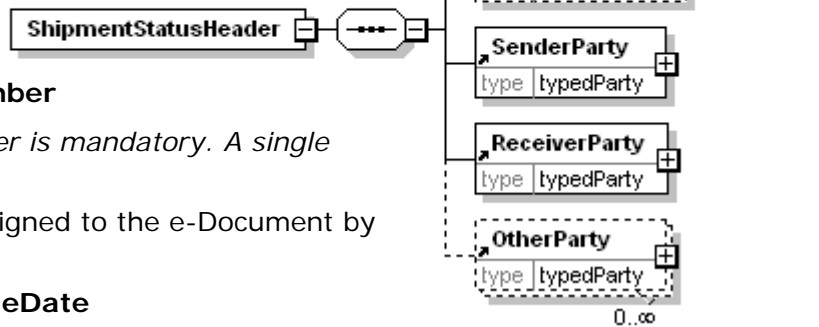 ShipmentStatusHeader
mber
er is mandatory. A single
igned to the e-Document by
eDate
SenderParty
type typedParty
ReceiverParty
type typedParty
OtherParty
type typedParty
0..∞